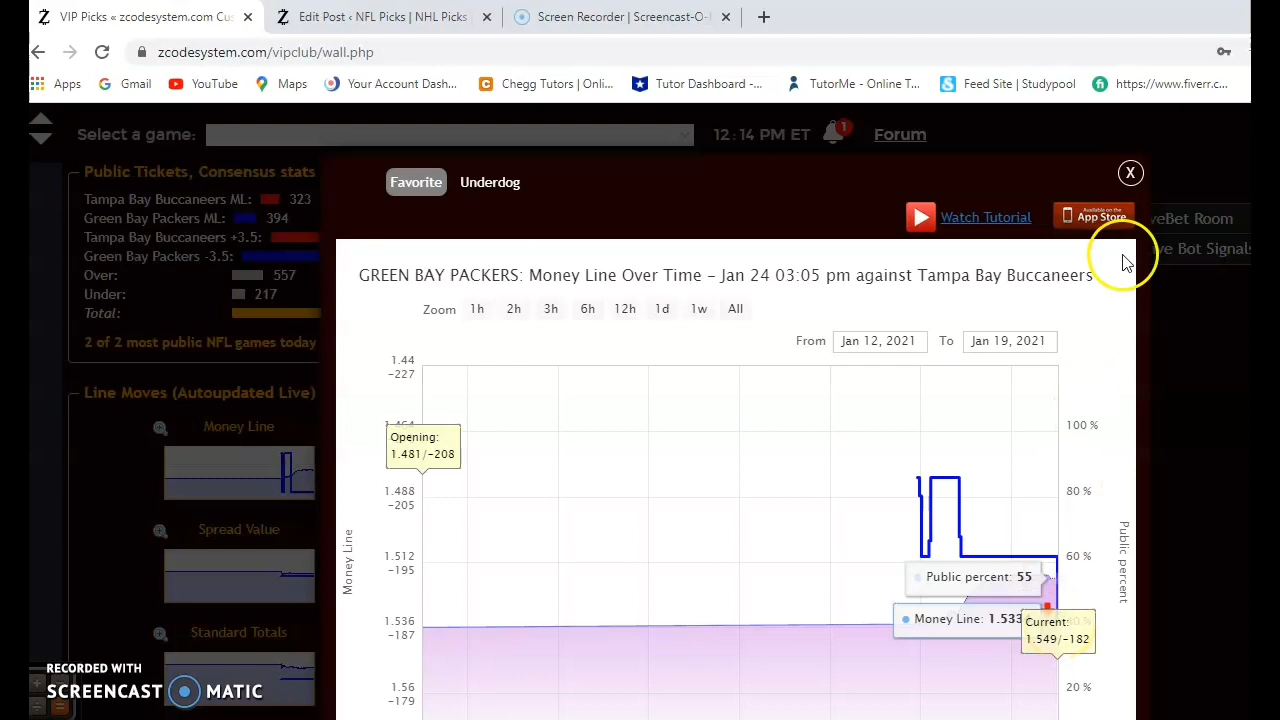 VIP Picks « zcodesystem.com Cus
Edit Post ‹ NFL Picks | NHL Picks
Screen Recorder | Screencast-O-
zcodesystem.com/vipclub/wall.php
Apps
Gmail
YouTube
Maps
Your Account Dash...
Chegg Tutors | Onli...
Tutor Dashboard -...
TutorMe - Online T...
Feed Site | Studypool
https://www.fiverr.c...
Select a game:
12:14 PM ET
1
Forum
Public Tickets, Consensus stats
Tampa Bay Buccaneers ML: 323
Green Bay Packers ML: 394
Tampa Bay Buccaneers +3.5:
Green Bay Packers -3.5:
Over: 557
Under: 217
Total:
2 of 2 most public NFL games today
Line Moves (Autoupdated Live)
Money Line
Spread Value
Standard Totals
Favorite
Underdog
X
Watch Tutorial
Available on the
App Store
veBet Room
ve Bot Signals
GREEN BAY PACKERS: Money Line Over Time – Jan 24 03:05 pm against Tampa Bay Buccaneers
Zoom 1h 2h 3h 6h 12h 1d 1w All
From Jan 12, 2021 To Jan 19, 2021
1.44
-227
Opening:
1.481/-208
1.488
-205
1.512
-195
1.536
-187
1.56
-179
Money Line
100 %
80 %
60 %
20 %
Public percent
Public percent: 55
Money Line: 1.533
Current:
1.549/-182
RECORDED WITH
SCREENCAST MATIC